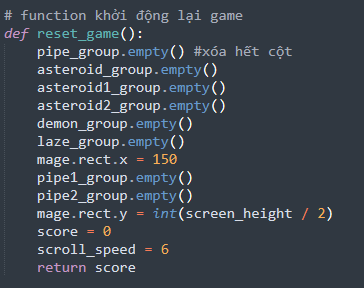 # function khởi động lại game
def reset_game():
    pipe_group.empty() #xóa hết cột
    asteroid_group.empty()
    asteroid1_group.empty()
    asteroid2_group.empty()
    demon_group.empty()
    laze_group.empty()
    mage.rect.x = 150
    pipe1_group.empty()
    pipe2_group.empty()
    mage.rect.y = int(screen_height / 2)
    score = 0
    scroll_speed = 6
    return score